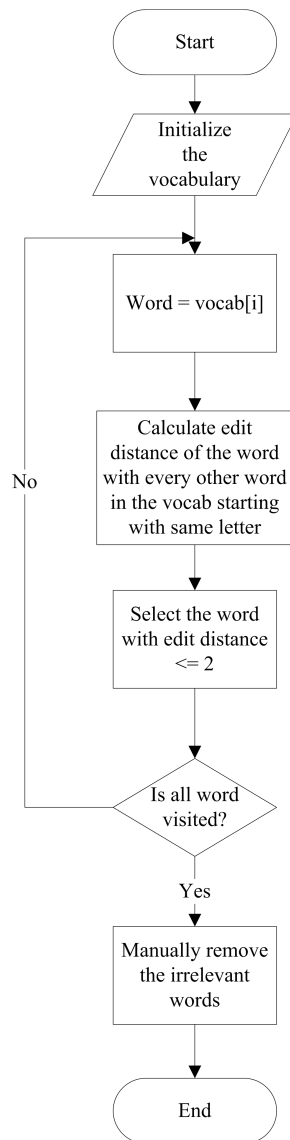 Start
Initialize
the
vocabulary
Word = vocab[i]
Calculate edit
distance of the word
with every other word
in the vocab starting
with same letter
No
Select the word
with edit distance
<= 2
Is all word
visited?
Yes
Manually remove
the irrelevant
words
End